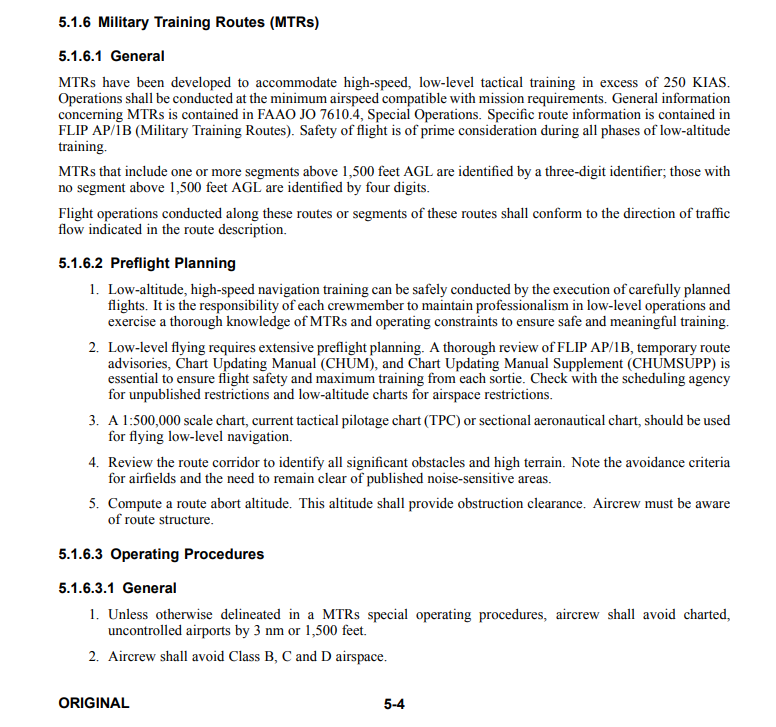 5.1.6 Military Training Routes (MTRs)
5.1.6.1 General
MTRs have been developed to accommodate high-speed, low-level tactical training in excess of 250 KIAS.
Operations shall be conducted at the minimum airspeed compatible with mission requirements. General information
concerning MTRs is contained in FAAO JO 7610.4, Special Operations. Specific route information is contained in
FLIP AP/1B (Military Training Routes). Safety of flight is of prime consideration during all phases of low-altitude
training.
MTRs that include one or more segments above 1,500 feet AGL are identified by a three-digit identifier; those with
no segment above 1,500 feet AGL are identified by four digits.
Flight operations conducted along these routes or segments of these routes shall conform to the direction of traffic
flow indicated in the route description.
5.1.6.2 Preflight Planning
1. Low-altitude, high-speed navigation training can be safely conducted by the execution of carefully planned
flights. It is the responsibility of each crewmember to maintain professionalism in low-level operations and
exercise a thorough knowledge of MTRs and operating constraints to ensure safe and meaningful training.
2. Low-level flying requires extensive preflight planning. A thorough review of FLIP AP/1B, temporary route
advisories, Chart Updating Manual (CHUM), and Chart Updating Manual Supplement (CHUMSUPP) is
essential to ensure flight safety and maximum training from each sortie. Check with the scheduling agency
for unpublished restrictions and low-altitude charts for airspace restrictions.
3. A 1:500,000 scale chart, current tactical pilotage chart (TPC) or sectional aeronautical chart, should be used
for flying low-level navigation.
4. Review the route corridor to identify all significant obstacles and high terrain. Note the avoidance criteria
for airfields and the need to remain clear of published noise-sensitive areas.
5. Compute a route abort altitude. This altitude shall provide obstruction clearance. Aircrew must be aware
of route structure.
5.1.6.3 Operating Procedures
5.1.6.3.1 General
1. Unless otherwise delineated in a MTRs special operating procedures, aircrew shall avoid charted,
uncontrolled airports by 3 nm or 1,500 feet.
2. Aircrew shall avoid Class B, C and D airspace.
ORIGINAL
5-4